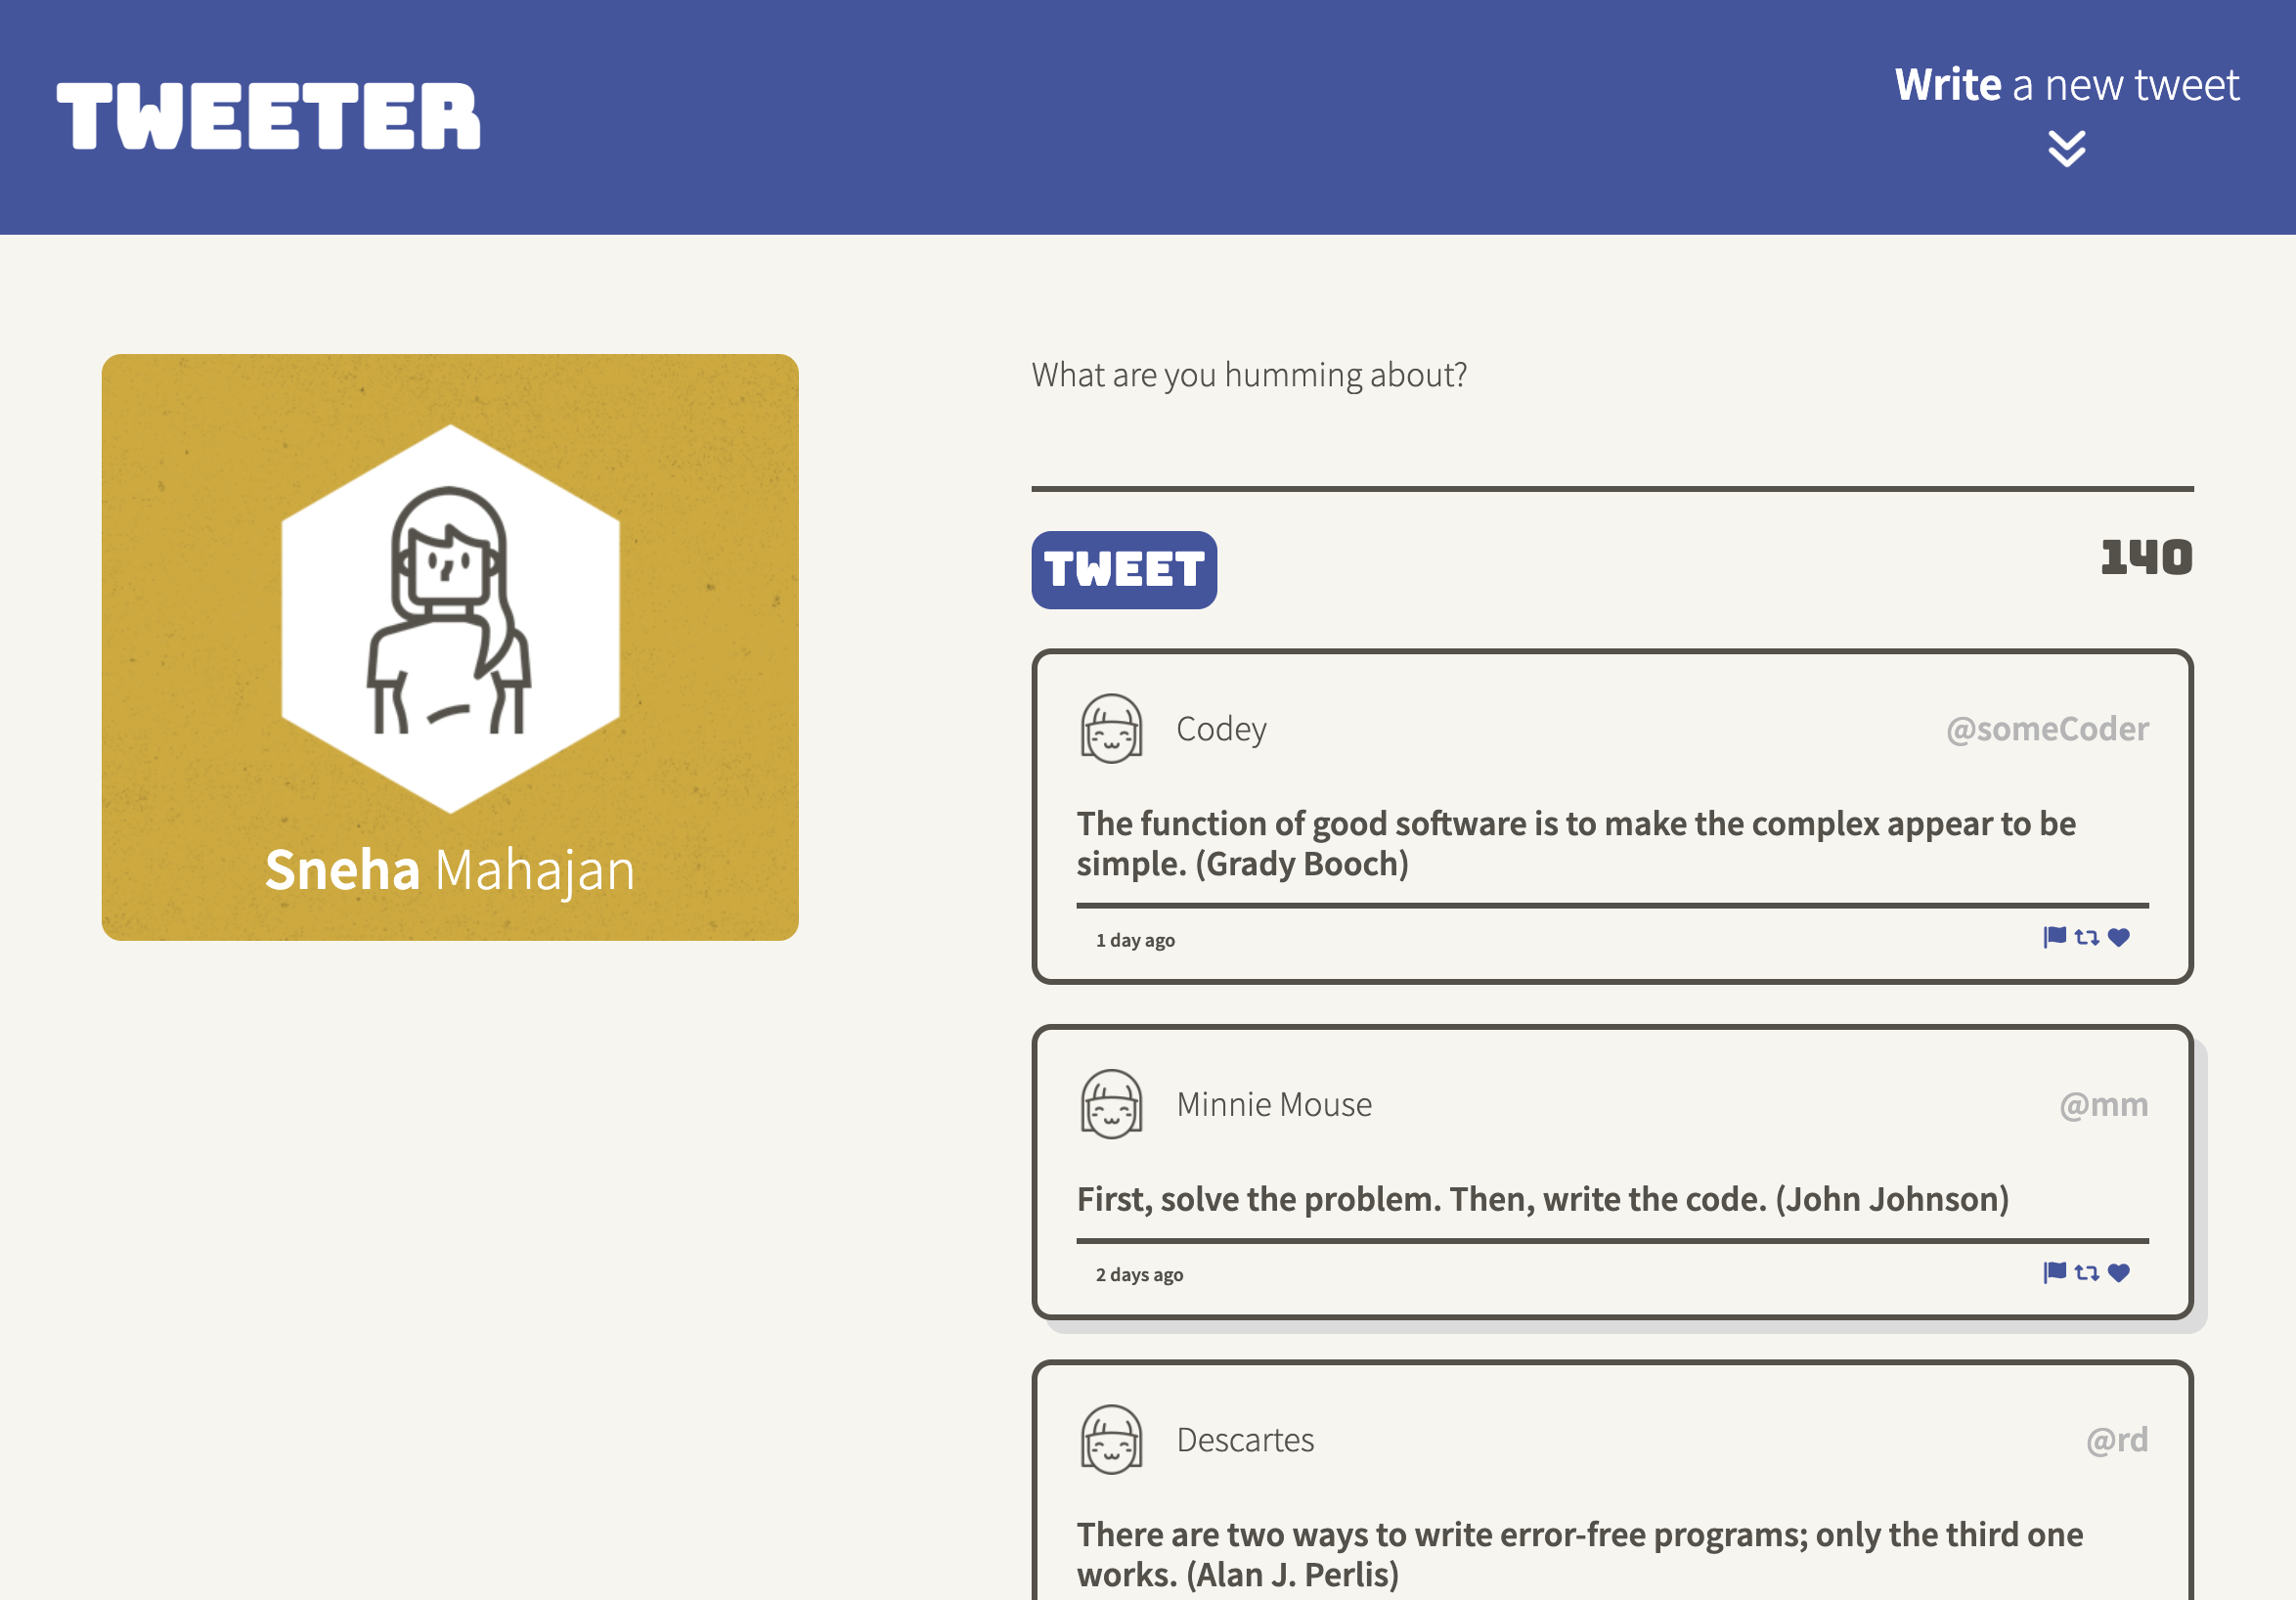 TWEETER
Write a new tweet
Sneha Mahajan
What are you humming about?
TWEET
140
Codey
@someCoder
The function of good software is to make the complex appear to be
simple. (Grady Booch)
1 day ago
Minnie Mouse
@mm
First, solve the problem. Then, write the code. (John Johnson)
2 days ago
Descartes
@rd
There are two ways to write error-free programs; only the third one
works. (Alan J. Perlis)